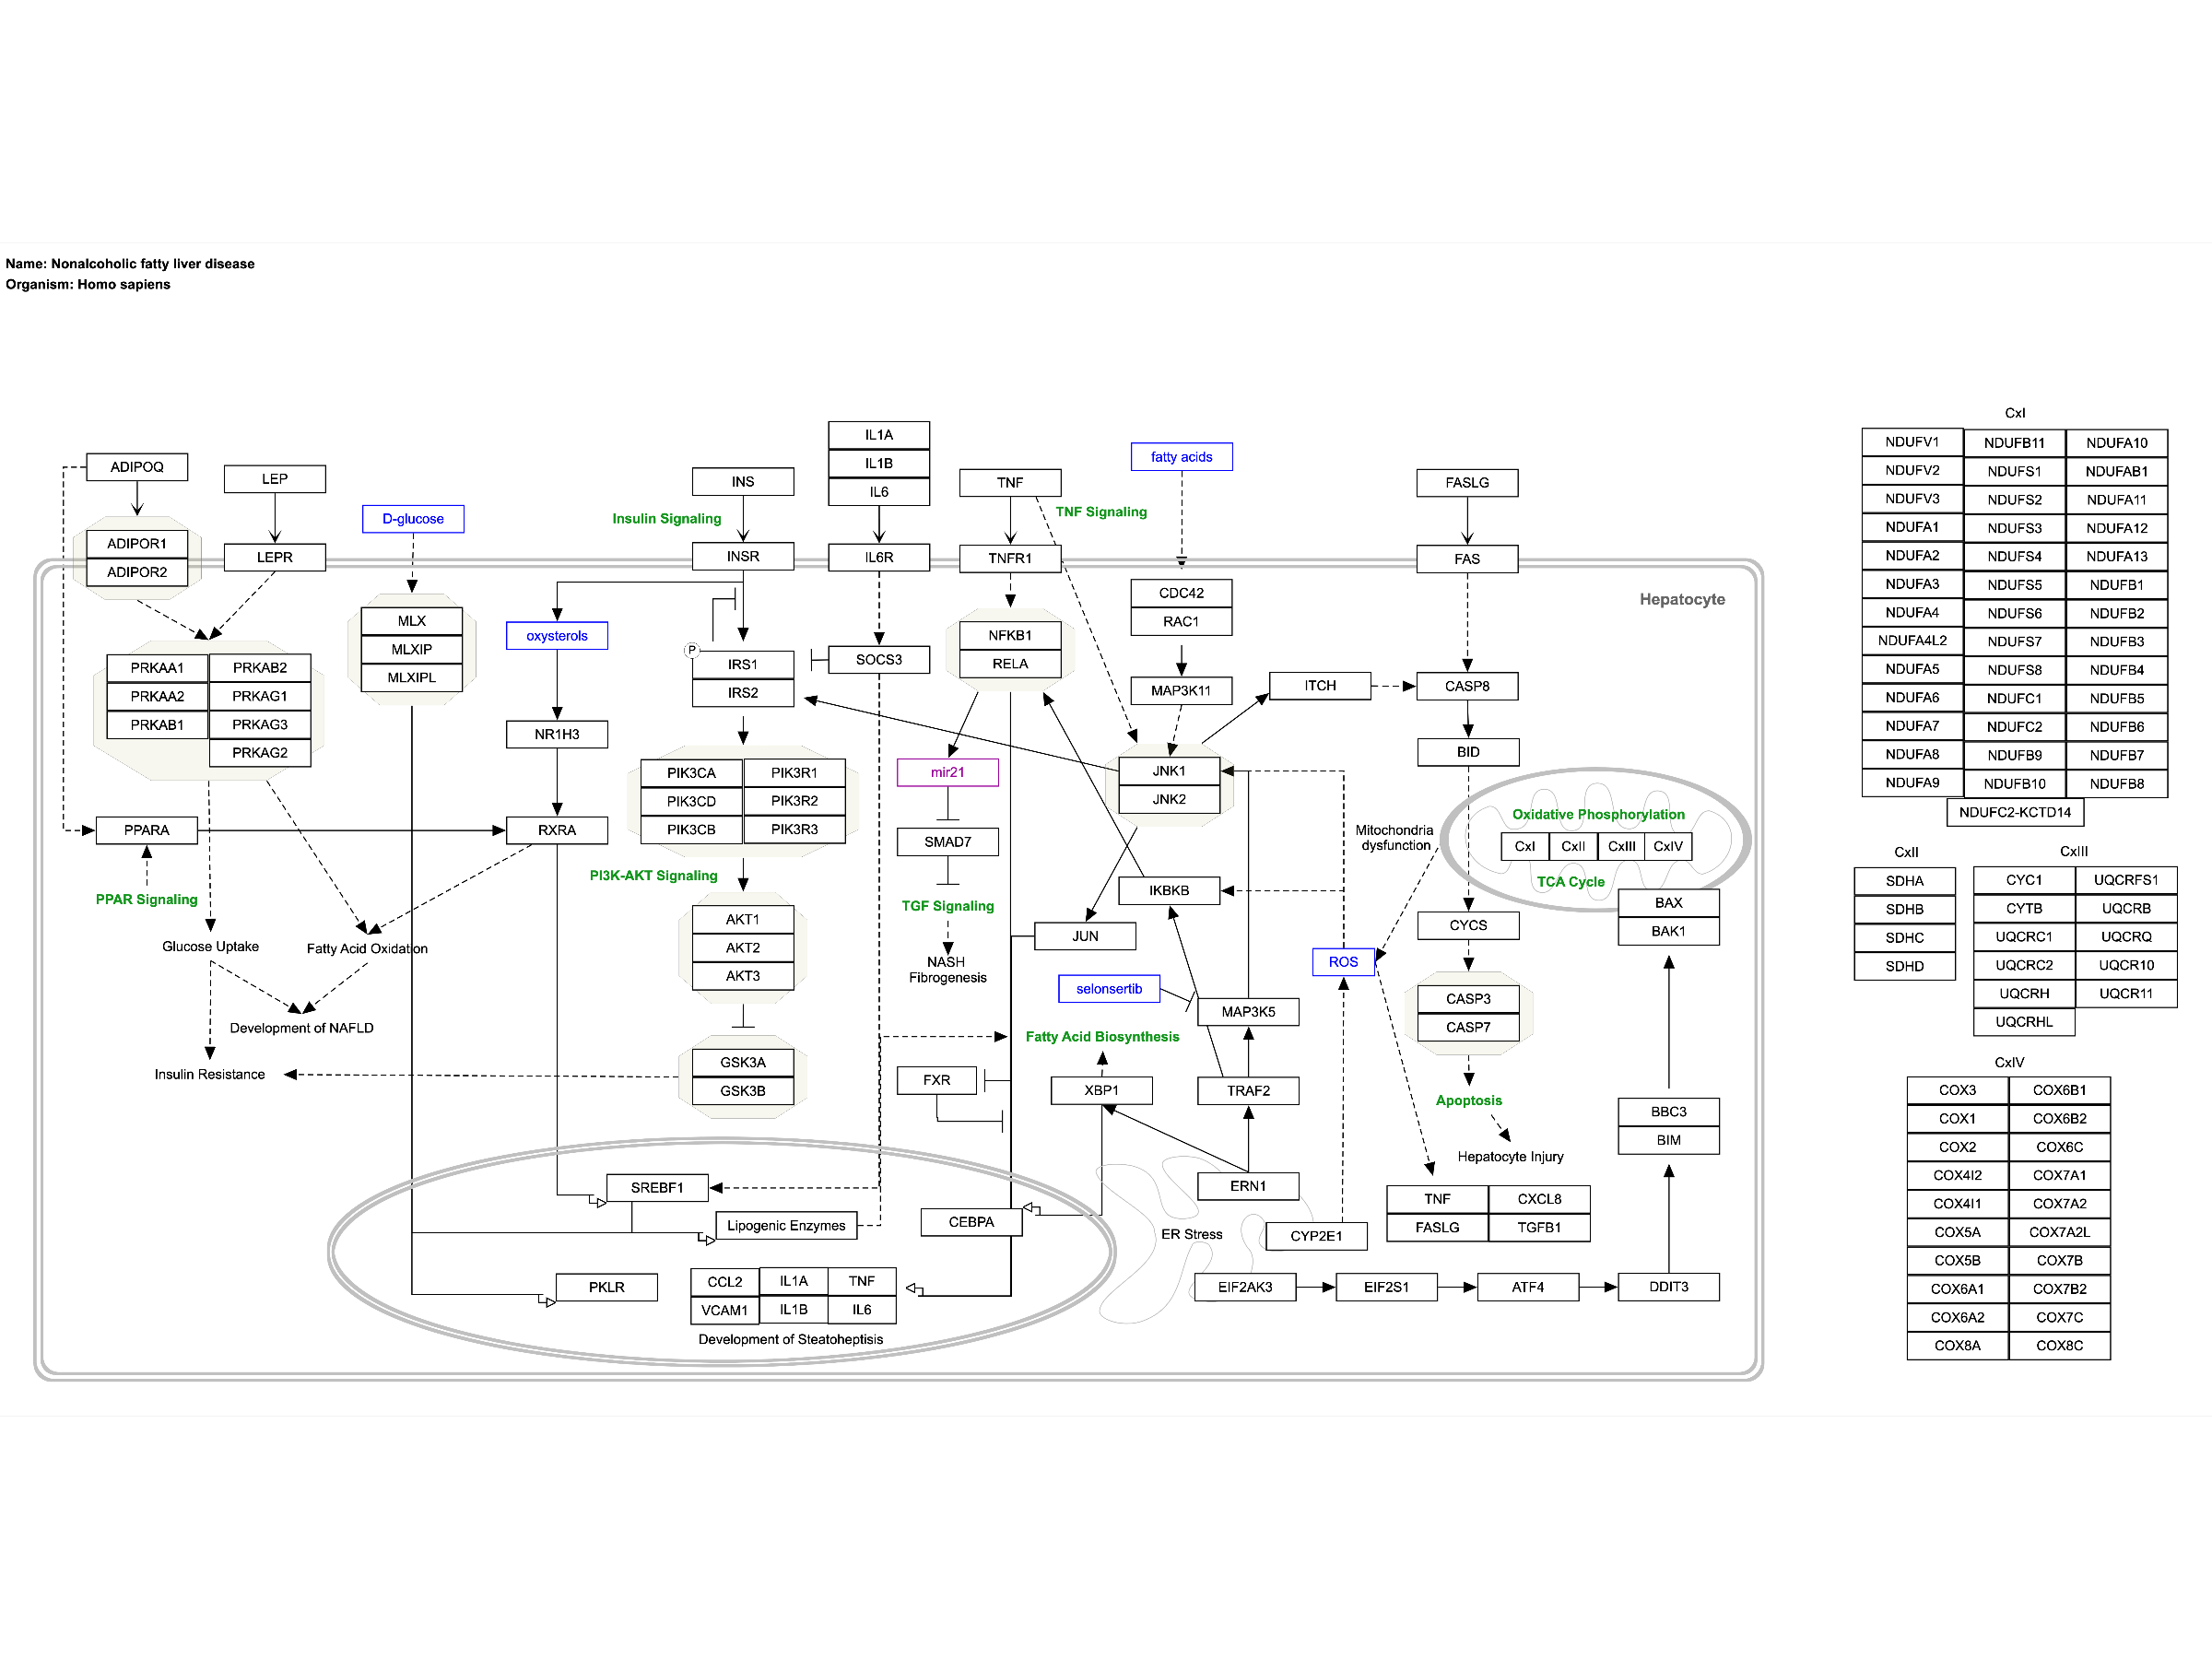 Name: Nonalcoholic fatty liver disease
Organism: Homo sapiens
ADIPOQ
LEP
D-glucose
ADIPOR1
ADIPOR2
LEPR
MLX
MLXIP
MLXIPL
PRKAA1
PRKAB2
PRKAA2
PRKAG1
PRKAB1
PRKAG3
PRKAG2
PPARA
PPAR Signaling
Glucose Uptake
Fatty Acid Oxidation
Development of NAFLD
Insulin Resistance
Insulin Signaling
INS
INSR
oxysterols
NR1H3
RXRA
P
IRS1
IRS2
PIK3CA
PIK3R1
PIK3CD
PIK3R2
PIK3CB
PIK3R3
PI3K-AKT Signaling
AKT1
AKT2
AKT3
GSK3A
GSK3B
IL1A
IL1B
IL6
IL6R
SOCS3
TNF
TNF Signaling
TNFR1
NFKB1
RELA
mir21
SMAD7
TGF Signaling
NASH
Fibrogenesis
FXR
fatty acids
CDC42
RAC1
MAP3K11
JNK1
JNK2
ITCH
IKBKB
JUN
selonsertib
MAP3K5
Fatty Acid Biosynthesis
XBP1
TRAF2
ERN1
ER Stress
CYP2E1
EIF2AK3
EIF2S1
ATF4
DDIT3
FASLG
FAS
Hepatocyte
CASP8
BID
Mitochondria
dysfunction
Oxidative Phosphorylation
CxI
CxII
CxIII
CxIV
TCA Cycle
BAX
BAK1
CYCS
ROS
CASP3
CASP7
Apoptosis
Hepatocyte Injury
BBC3
BIM
TNF
CXCL8
FASLG
TGFB1
SREBF1
Lipogenic Enzymes
CEBPA
PKLR
CCL2
IL1A
TNF
VCAM1
IL1B
IL6
Development of Steatoheptisis
CxI
NDUFV1
NDUFB11
NDUFA10
NDUFV2
NDUFS1
NDUFAB1
NDUFV3
NDUFS2
NDUFA11
NDUFA1
NDUFS3
NDUFA12
NDUFA2
NDUFS4
NDUFA13
NDUFA3
NDUFS5
NDUFB1
NDUFA4
NDUFS6
NDUFB2
NDUFA4L2
NDUFS7
NDUFB3
NDUFA5
NDUFS8
NDUFB4
NDUFA6
NDUFC1
NDUFB5
NDUFA7
NDUFC2
NDUFB6
NDUFA8
NDUFB9
NDUFB7
NDUFA9
NDUFB10
NDUFB8
NDUFC2-KCTD14
CxII
SDHA
SDHB
SDHC
SDHD
CxIII
CYC1
UQCRFS1
CYTB
UQCRB
UQCRC1
UQCRQ
UQCRC2
UQCR10
UQCRH
UQCR11
UQCRHL
CxIV
COX3
COX6B1
COX1
COX6B2
COX2
COX6C
COX4I2
COX7A1
COX4I1
COX7A2
COX5A
COX7A2L
COX5B
COX7B
COX6A1
COX7B2
COX6A2
COX7C
COX8A
COX8C